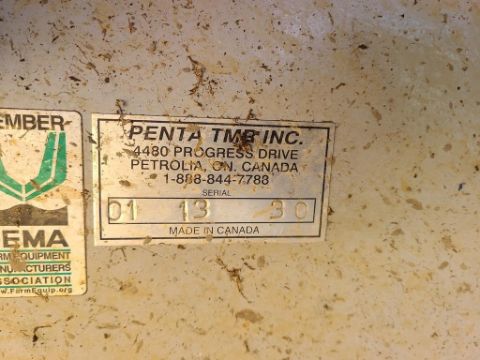 EMBER
EMA
RM EQUIPMENT
NUFACTURERS
SSOCIATION
w.FarmEquip.org
PENTA TMR INC.
4480 PROGRESS DRIVE
PETROLIA, ON. CANADA
1-888-844-7783
SERIAL
01 13 30
MADE IN CANADA